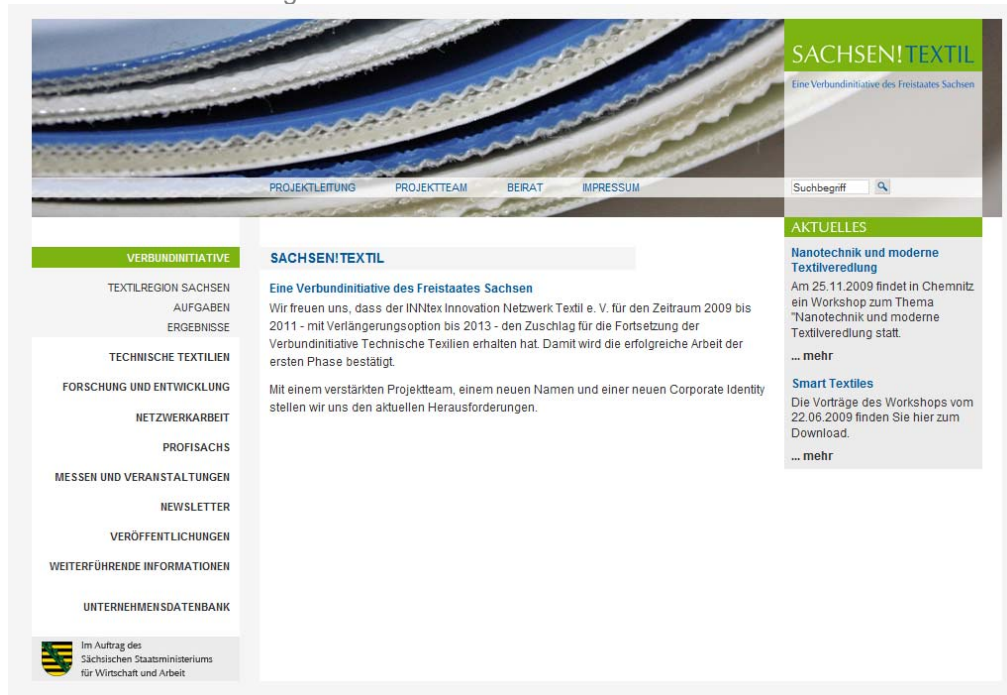 SACHSEN!TEXTIL
Eine Verbundinitiative des Freistaates Sachsen
PROJEKTLEITUNG PROJEKTTEAM BEIRAT IMPRESSUM
Suchbegriff
VERBUNDINITIATIVE
TEXTILREGION SACHSEN
AUFGABEN
ERGEBNISSE
TECHNISCHE TEXTILIEN
FORSCHUNG UND ENTWICKLUNG
NETZWERKARBEIT
PROFISACHS
MESSEN UND VERANSTALTUNGEN
NEWSLETTER
VERÖFFENTLICHUNGEN
WEITERFÜHRENDE INFORMATIONEN
UNTERNEHMENSDATENBANK
Im Auftrag des
Sächsischen Staatsministeriums
für Wirtschaft und Arbeit
SACHSEN!TEXTIL
Eine Verbundinitiative des Freistaates Sachsen
Wir freuen uns, dass der INNtex Innovation Netzwerk Textil e. V. für den Zeitraum 2009 bis
2011 - mit Verlängerungsoption bis 2013 - den Zuschlag für die Fortsetzung der
Verbundinitiative Technische Texilien erhalten hat. Damit wird die erfolgreiche Arbeit der
ersten Phase bestätigt.
Mit einem verstärkten Projektteam, einem neuen Namen und einer neuen Corporate Identity
stellen wir uns den aktuellen Herausforderungen.
AKTUELLES
Nanotechnik und moderne
Textilveredlung
Am 25.11.2009 findet in Chemnitz
ein Workshop zum Thema
"Nanotechnik und moderne
Textilveredlung statt.
... mehr
Smart Textiles
Die Vorträge des Workshops vom
22.06.2009 finden Sie hier zum
Download.
... mehr